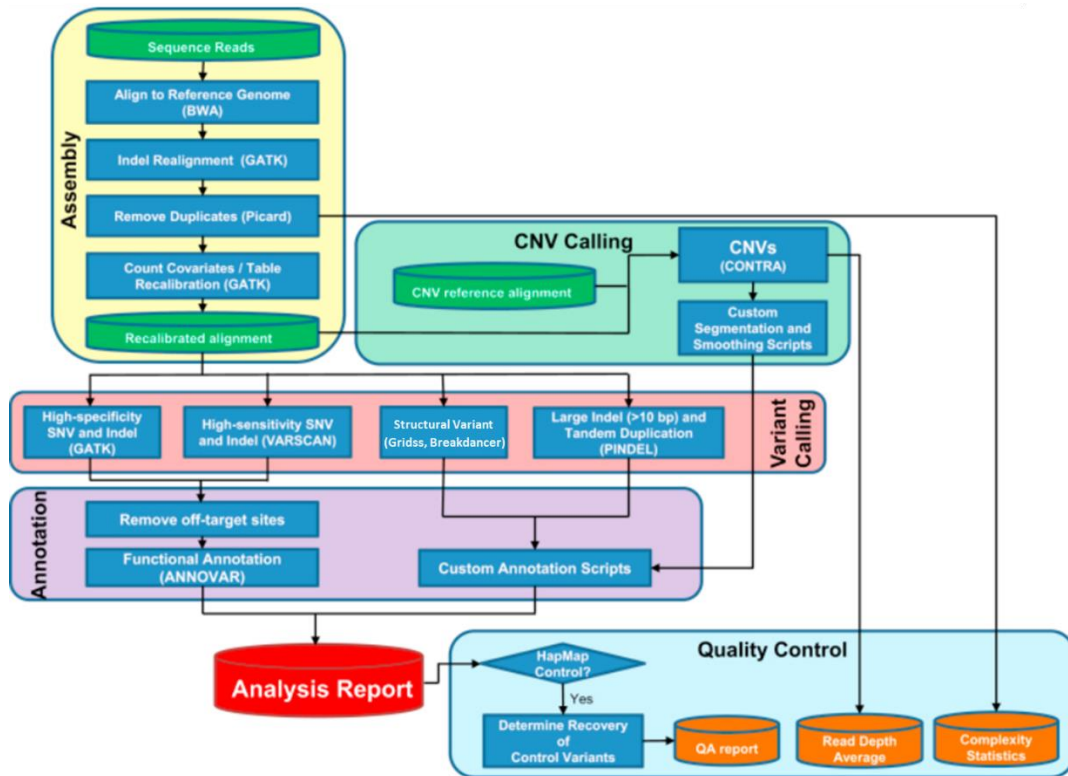 Assembly
Sequence Reads
Align to Reference Genome
(BWA)
Indel Realignment (GATK)
Remove Duplicates (Picard)
Count Covariates / Table
Recalibration (GATK)
Recalibrated alignment
CNV Calling
CNV reference alignment
CNVs
(CONTRA)
Custom
Segmentation and
Smoothing Scripts
High-specificity
SNV and Indel
(GATK)
High-sensitivity SNV
and Indel (VARSCAN)
Structural Variant
(Gridss, Breakdancer)
Large Indel (>10 bp) and
Tandem Duplication
(PINDEL)
Variant
Calling
Annotation
Remove off-target sites
Functional Annotation
(ANNOVAR)
Custom Annotation Scripts
Analysis Report
Quality Control
HapMap
Control?
Yes
Determine Recovery
of
Control Variants
QA report
Read Depth
Average
Complexity
Statistics